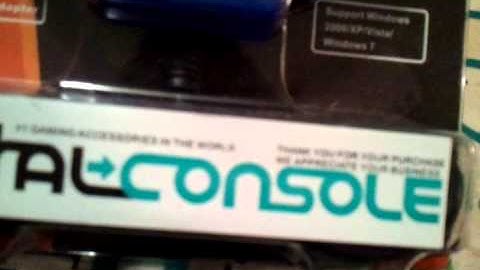 Adapter
Support Windows
2000/XP/Vista/
Windows 7
#1 GAMING ACCESSORIES IN THE WORLD
THANK YOU FOR YOUR PURCHASE
WE APPRECIATE YOUR BUSINESS
TAL CONSOLE